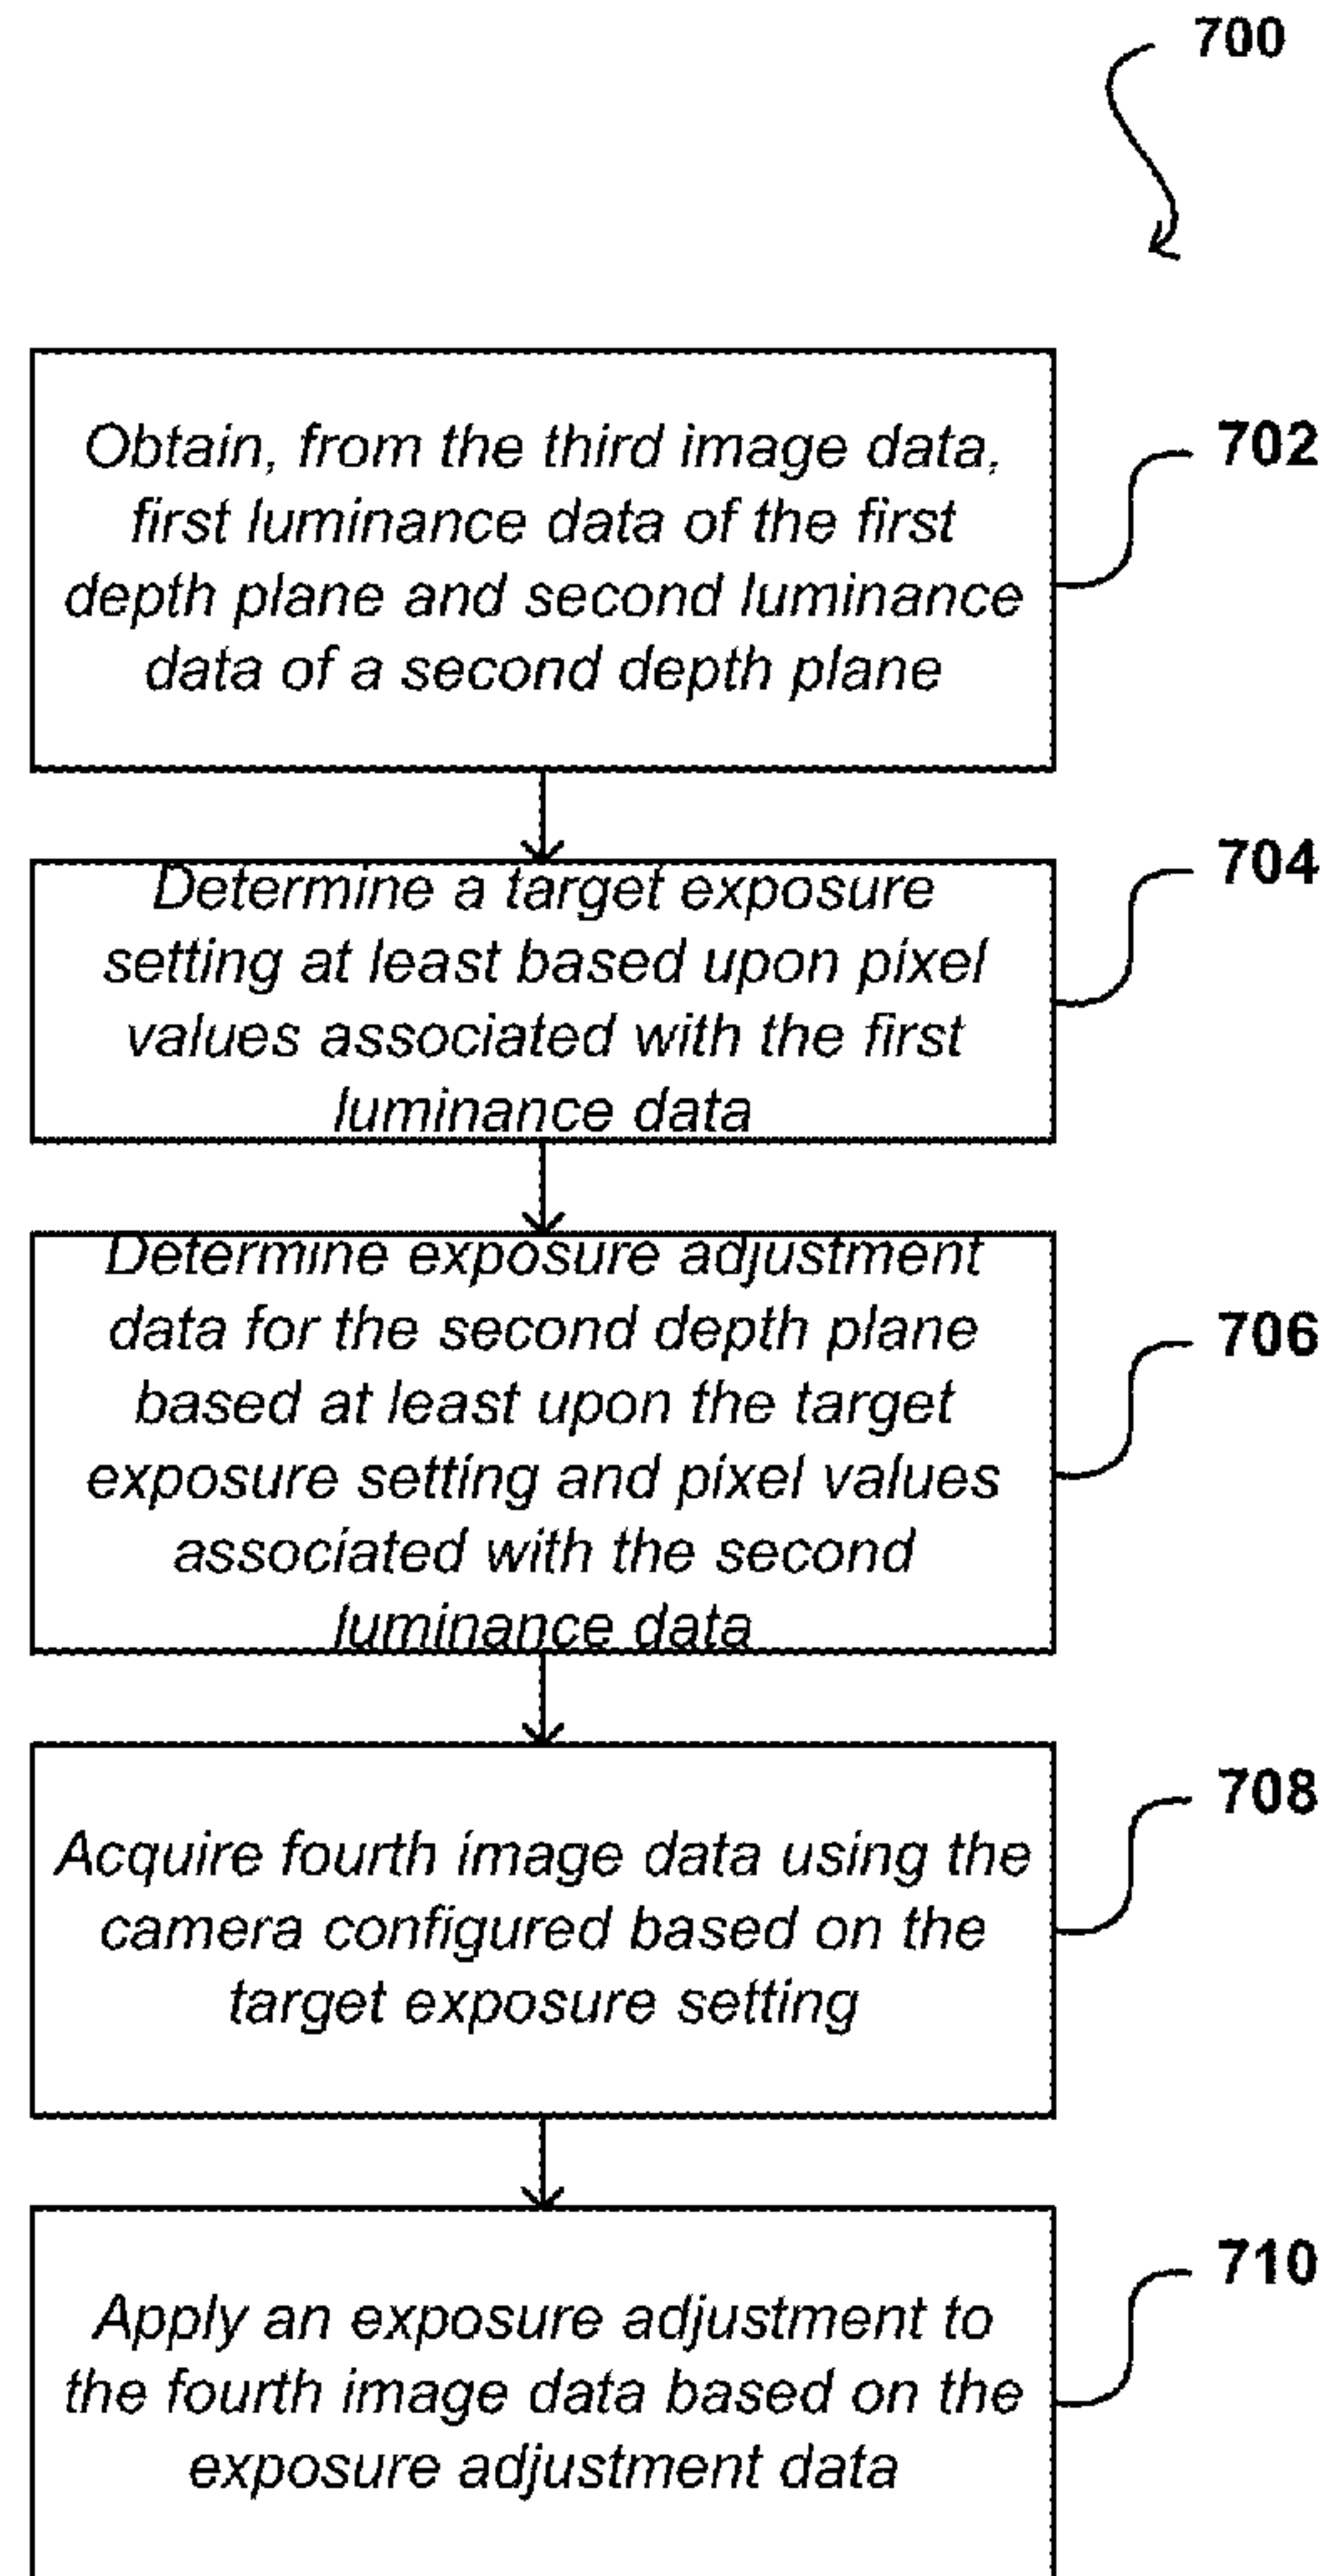 700
Obtain, from the third image data,
first luminance data of the first
depth plane and second luminance
data of a second depth plane
702
Determine a target exposure
setting at least based upon pixel
values associated with the first
luminance data
704
Determine exposure adjustment
data for the second depth plane
based at least upon the target
exposure setting and pixel values
associated with the second
luminance data
706
Acquire fourth image data using the
camera configured based on the
target exposure setting
708
Apply an exposure adjustment to
the fourth image data based on the
exposure adjustment data
710